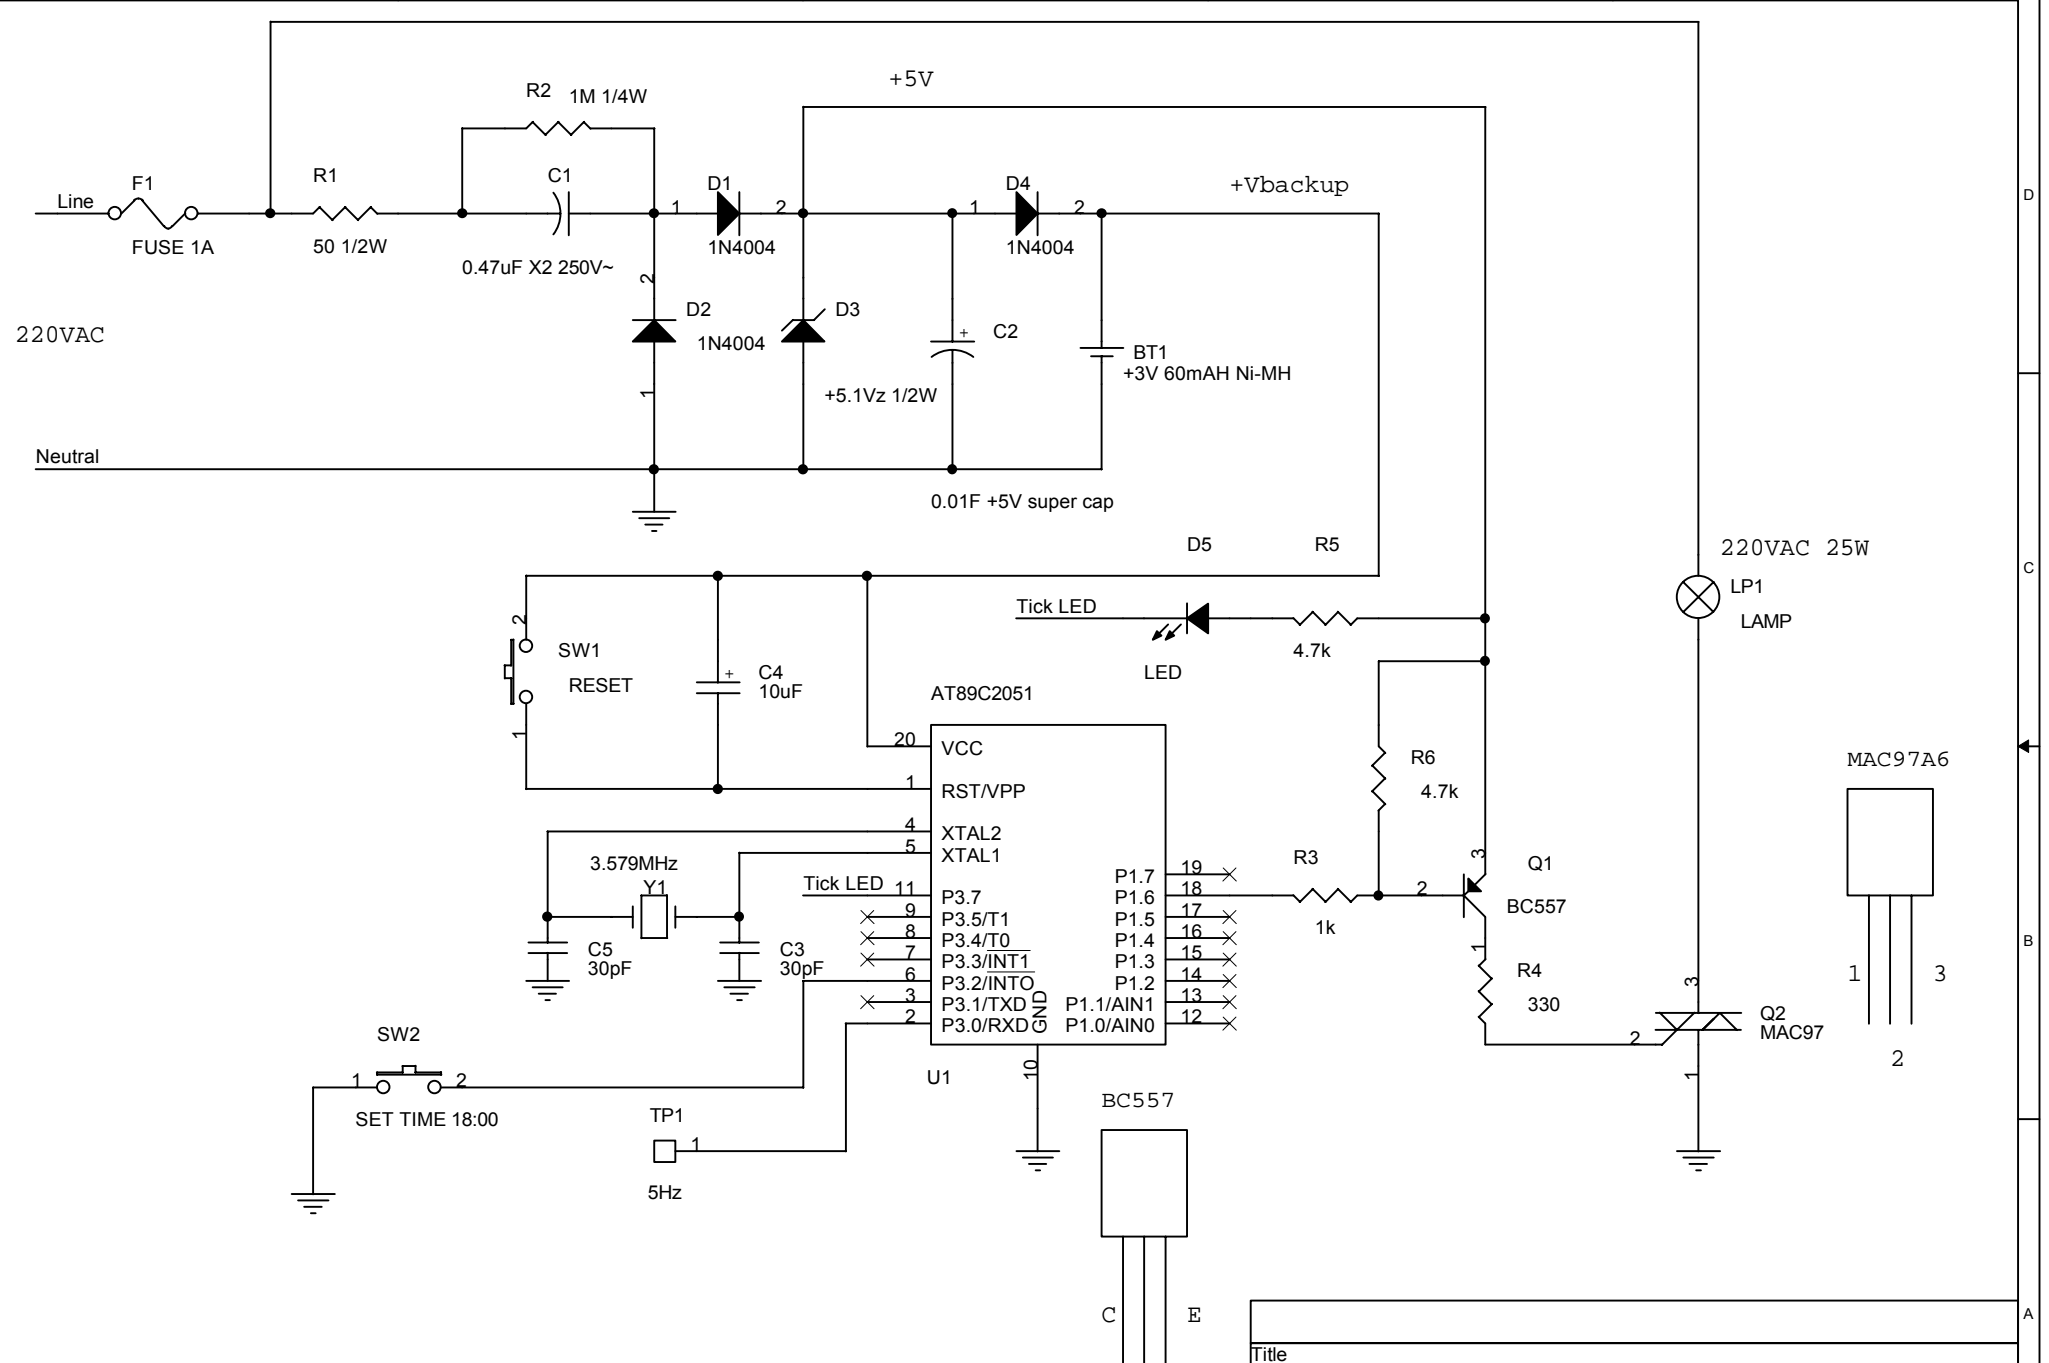 +5V
R2
1M 1/4W
Line
F1
FUSE 1A
R1
50 1/2W
C1
0.47uF X2 250V~
1
D1
2
1N4004
1
D4
2
1N4004
+Vbackup
D
220VAC
2
D2
1N4004
1
D3
+5.1Vz 1/2W
+
C2
BT1
+3V 60mAH Ni-MH
Neutral
0.01F +5V super cap
D5
R5
220VAC 25W
LP1
LAMP
C
Tick LED
4.7k
LED
2
SW1
RESET
1
+
C4
10uF
AT89C2051
20
VCC
1
RST/VPP
4
XTAL2
5
XTAL1
3.579MHz
Y1
Tick LED
11
P3.7
9
P3.5/T1
8
P3.4/T0
7
P3.3/INT1
6
P3.2/INTO
3
P3.1/TXD
2
P3.0/RXD
GND
10
U1
P1.7
19
P1.6
18
P1.5
17
P1.4
16
P1.3
15
P1.2
14
P1.1/AIN1
13
P1.0/AIN0
12
C5
30pF
C3
30pF
R6
4.7k
R3
1k
2
3
Q1
BC557
1
R4
330
MAC97A6
1
3
2
B
3
Q2
MAC97
2
1
SW2
1
2
SET TIME 18:00
TP1
1
5Hz
BC557
C
E
A
Title